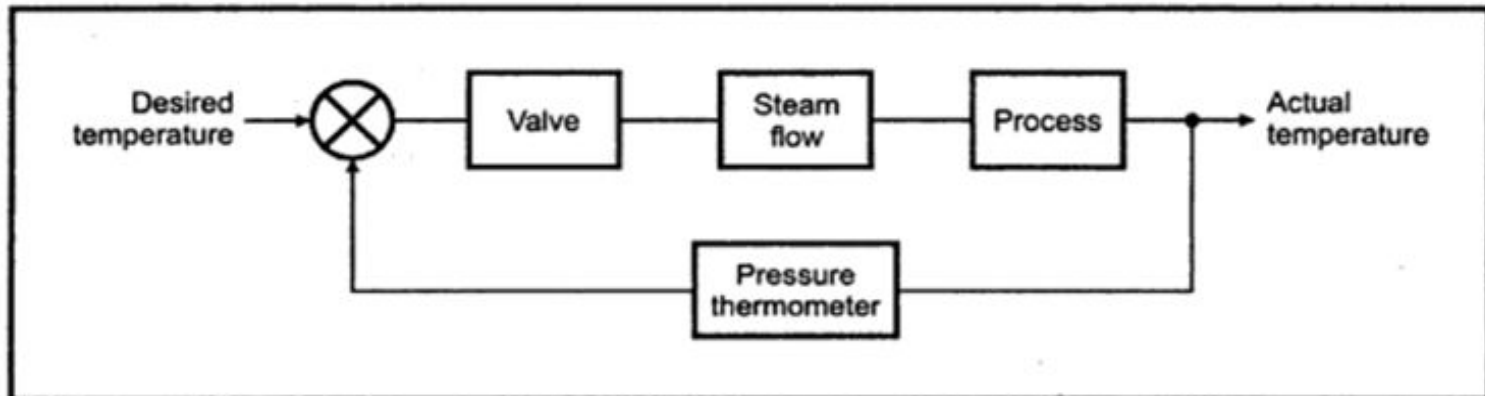 Desired
temperature
Valve
Steam
flow
Process
Actual
temperature
Pressure
thermometer